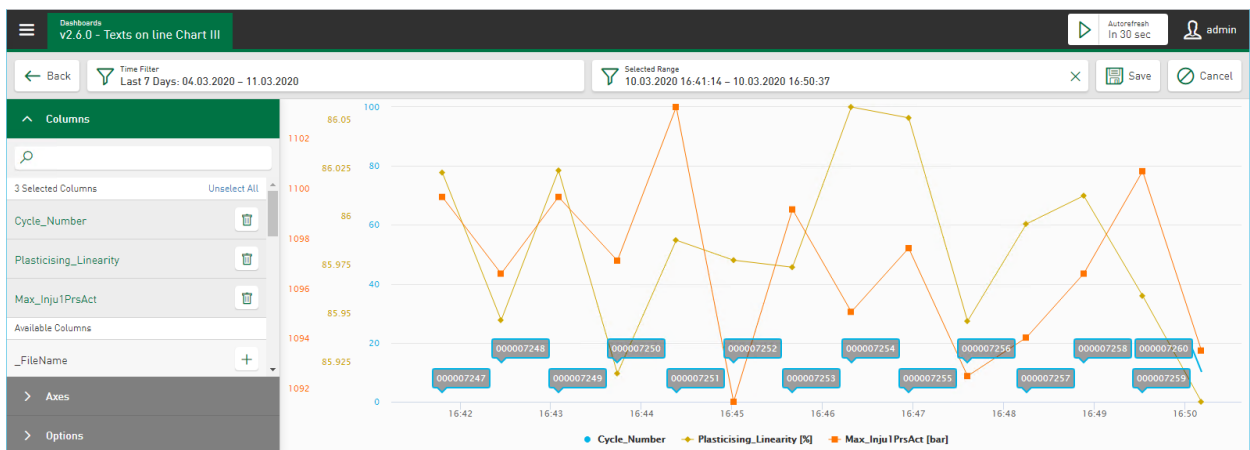 Dashboards
v2.6.0 - Texts on line Chart III
Autorefresh
In 30 sec
admin
Back
Time Filter
Last 7 Days: 04.03.2020 – 11.03.2020
Selected Range
10.03.2020 16:41:14 – 10.03.2020 16:50:37
Save
Cancel
Columns
3 Selected Columns
Unselect All
Cycle_Number
Plasticising_Linearity
Max_Inju1PrsAct
Available Columns
_FileName
Axes
Options
1102
1100
1098
1096
1094
1092
86.05
86.025
86
85.975
85.95
85.925
100
80
60
40
20
0
000007248 000007250 000007252 000007254 000007256 000007258 000007260
000007247 000007249 000007251 000007253 000007255 000007257 000007259
16:42 16:43 16:44 16:45 16:46 16:47 16:48 16:49 16:50
Cycle_Number Plasticising_Linearity [%] Max_Inju1PrsAct [bar]